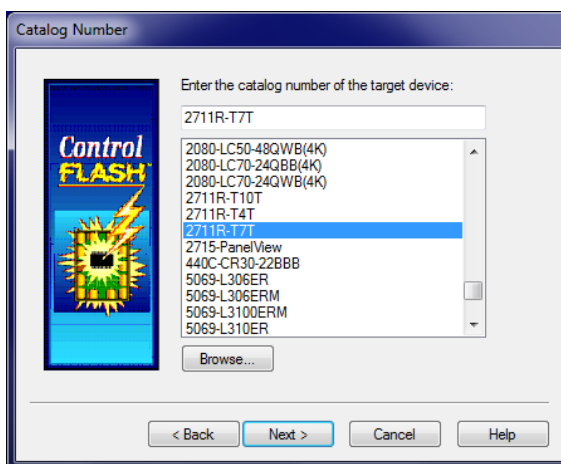 Catalog Number
Enter the catalog number of the target device:
2711R-T7T
Control
FLASH
2080-LC50-48QWB(4K)
2080-LC70-24QBB(4K)
2080-LC70-24QWB(4K)
2711R-T10T
2711R-T4T
2711R-T7T
2715-PanelView
440C-CR30-22BBB
5069-L306ER
5069-L306ERM
5069-L3100ERM
5069-L310ER
Browse...
< Back
Next >
Cancel
Help